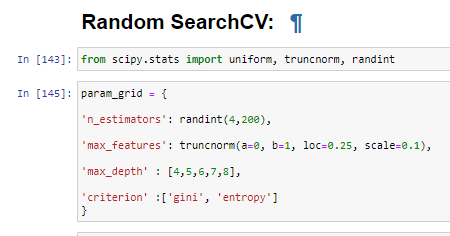 Random SearchCV: ¶
In [143]: from scipy.stats import uniform, truncnorm, randint
In [145]: param_grid = {
'n_estimators': randint(4,200),
'max_features': truncnorm(a=0, b=1, loc=0.25, scale=0.1),
'max_depth' : [4,5,6,7,8],
'criterion' :['gini', 'entropy']
}